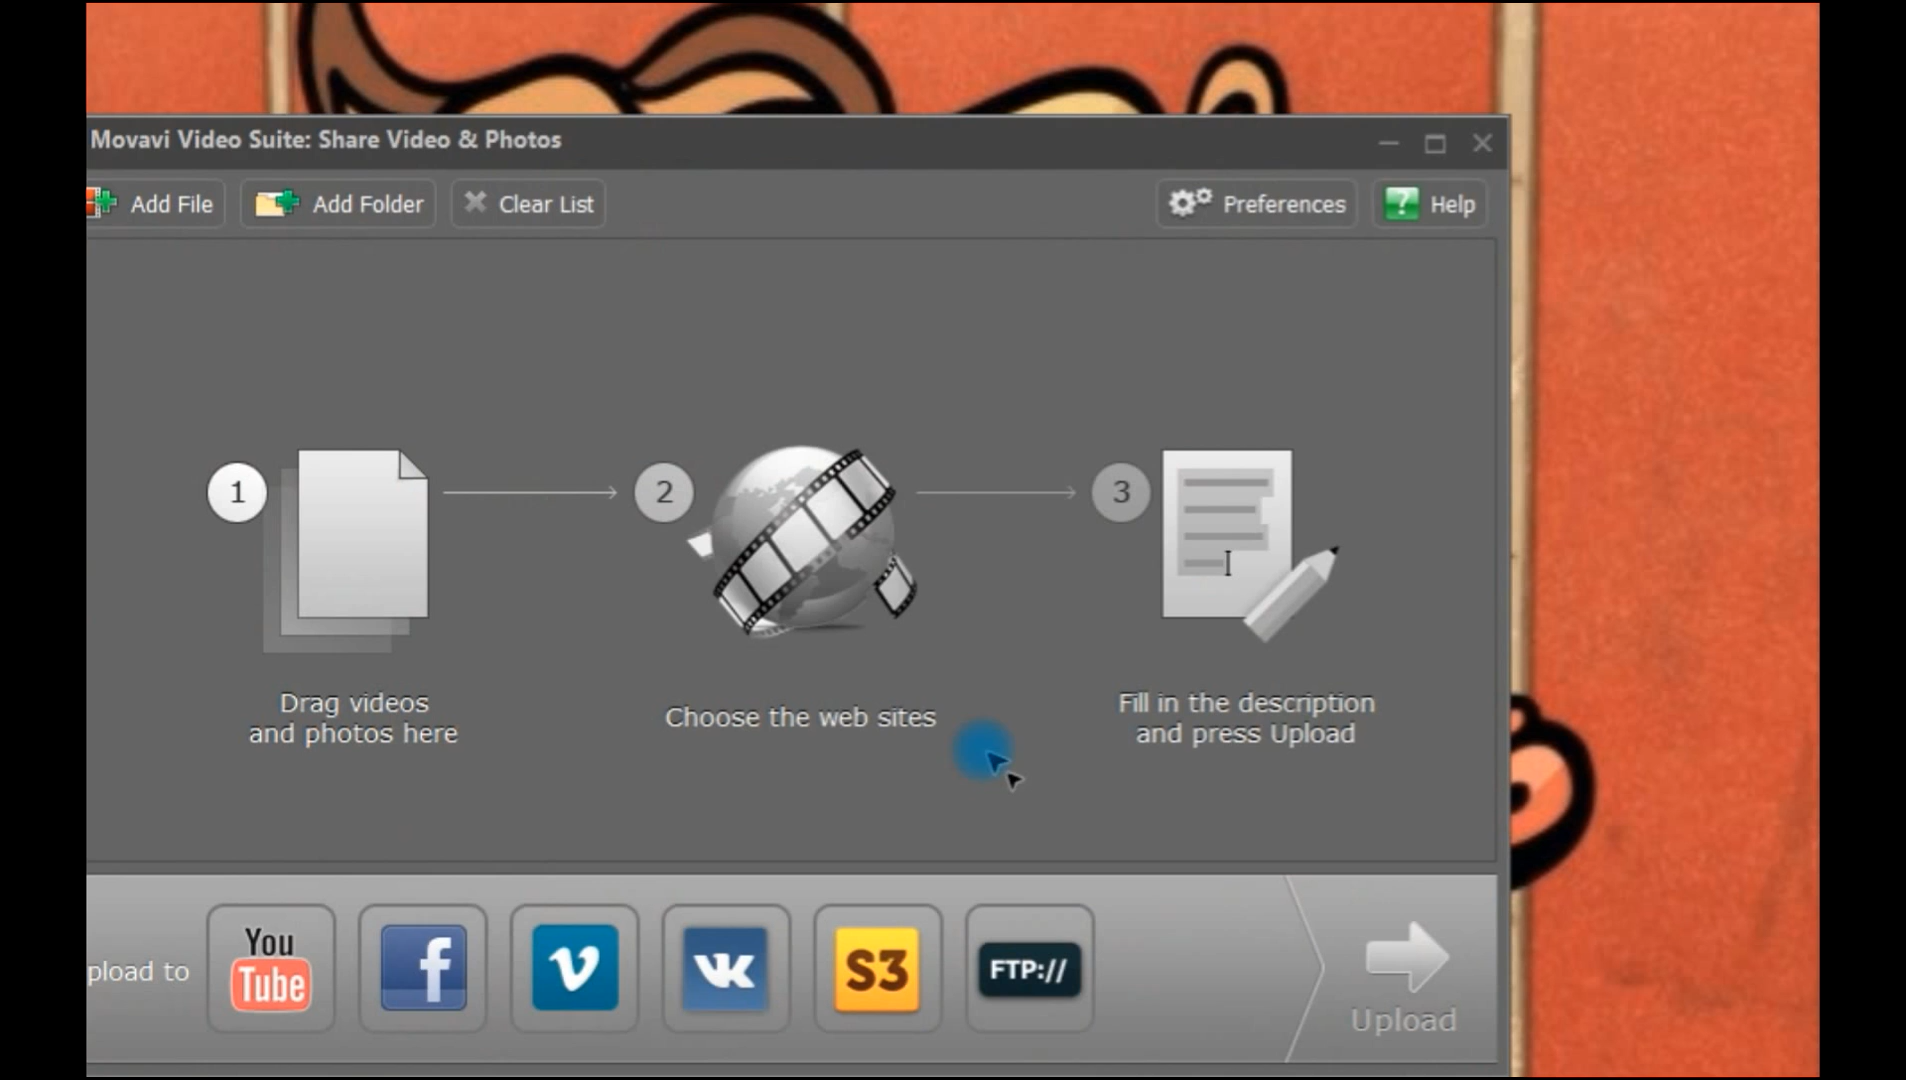 Movavi Video Suite: Share Video & Photos
Add File
Add Folder
Clear List
Preferences
? Help
1
2
3
Drag videos
and photos here
Choose the web sites
Fill in the description
and press Upload
pload to
You
Tube
f
v
VK
S3
FTP://
Upload